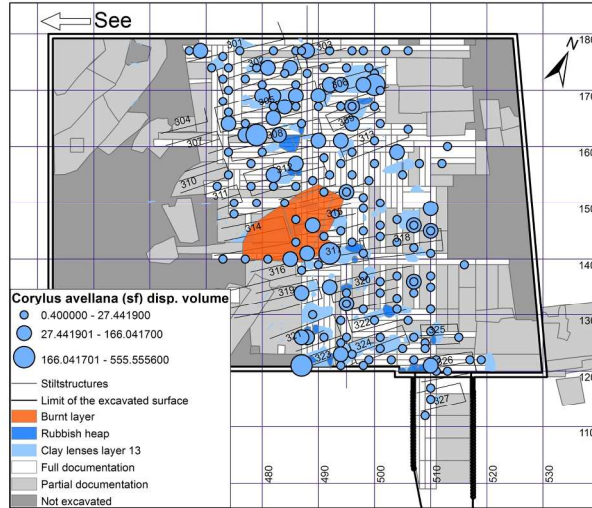 See
N
180
170
160
150
140
130
120
110
301
302
303
304
305
307
308
308
309
310
311
312
313
314
315
316
317
318
319
320
321
322
323
324
325
326
327
Corylus avellana (sf) disp. volume
0.400000 - 27.441900
27.441901 - 166.041700
166.041701 - 555.555600
Stiltstructures
Limit of the excavated surface
Burnt layer
Rubbish heap
Clay lenses layer 13
Full documentation
Partial documentation
Not excavated
480
490
500
510
520
530